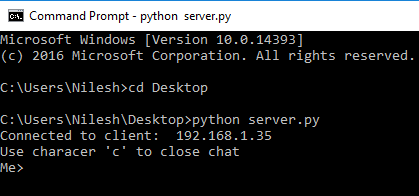 Command Prompt - python  server.py
Microsoft Windows [Version 10.0.14393]
(c) 2016 Microsoft Corporation. All rights reserved.
C:\Users\Nilesh>cd Desktop
C:\Users\Nilesh\Desktop>python server.py
Connected to client:  192.168.1.35
Use characer 'c' to close chat
Me>